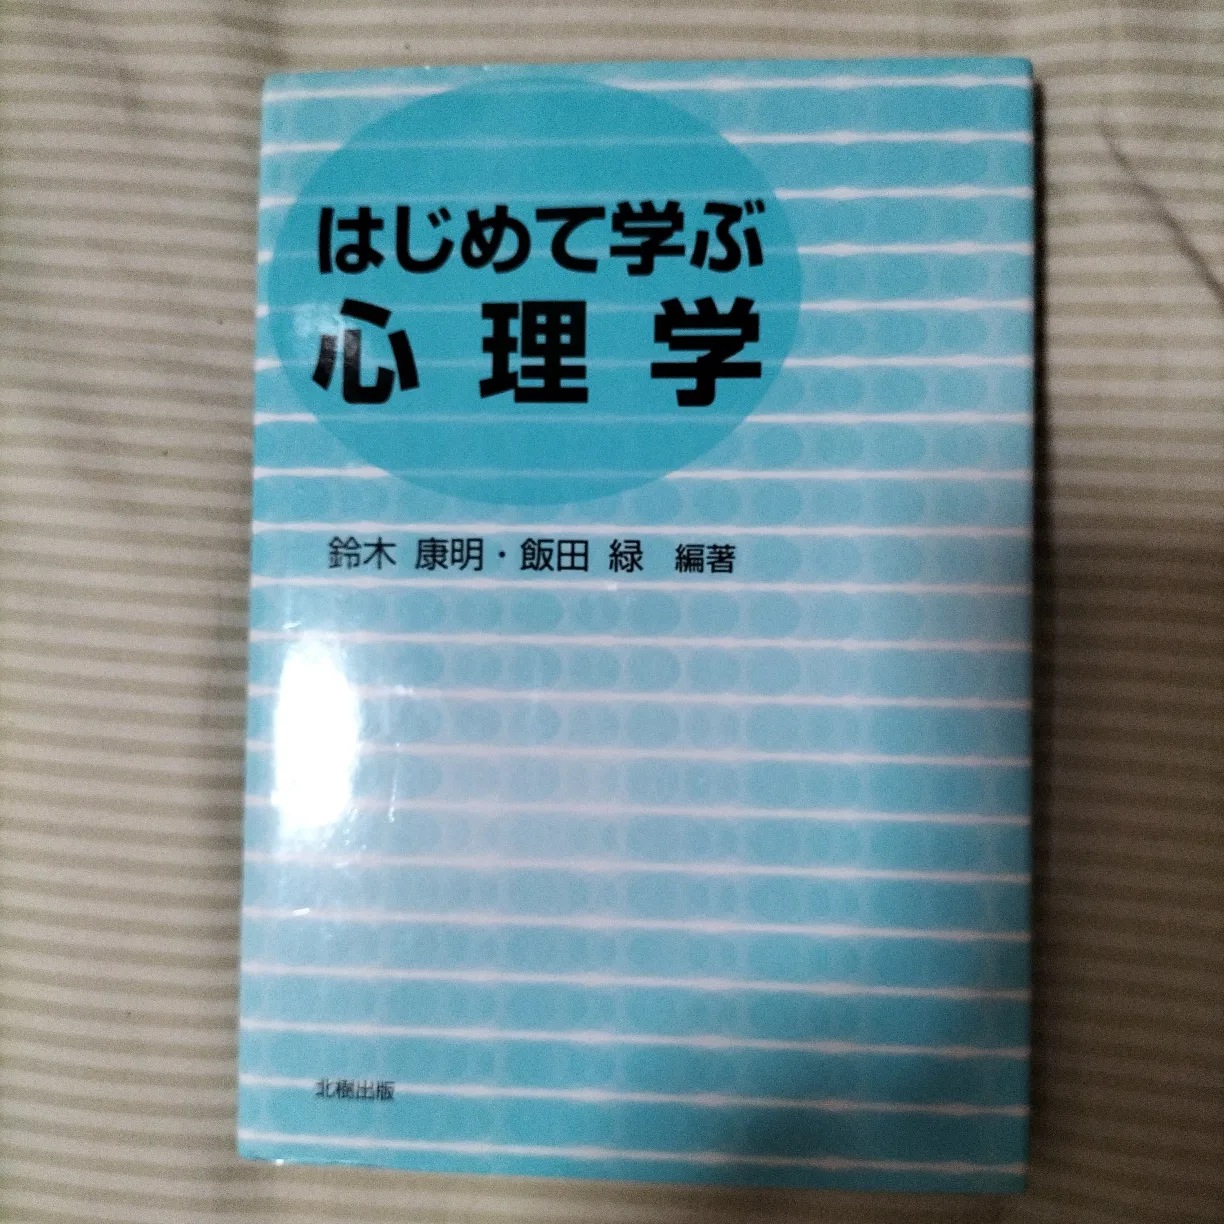 はじめて学ぶ
心理学
鈴木 康明・飯田 緑 編著
北樹出版